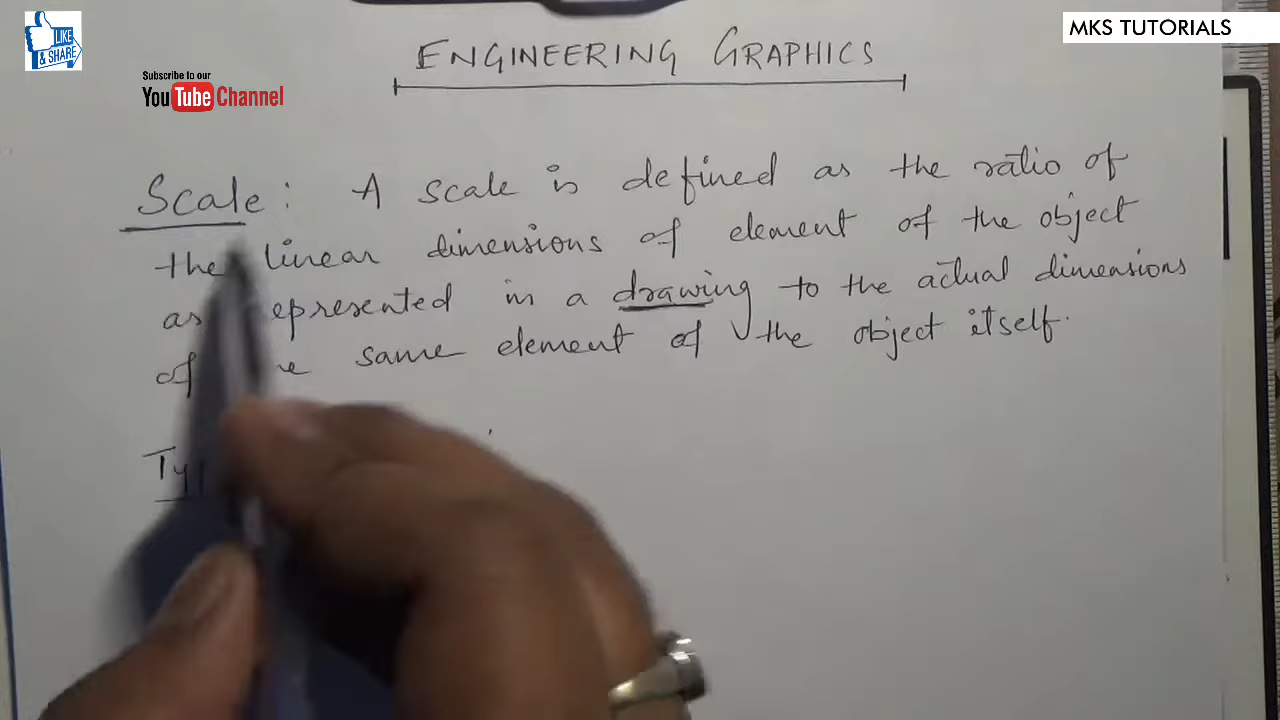 LIKE
& SHARE
MKS TUTORIALS
ENGINEERING GRAPHICS
Subscribe to our
YouTube Channel
Scale: A scale is defined as the ratio of
the linear dimensions of element of the object
as represented in a drawing to the actual dimensions
of same element of the object itself.